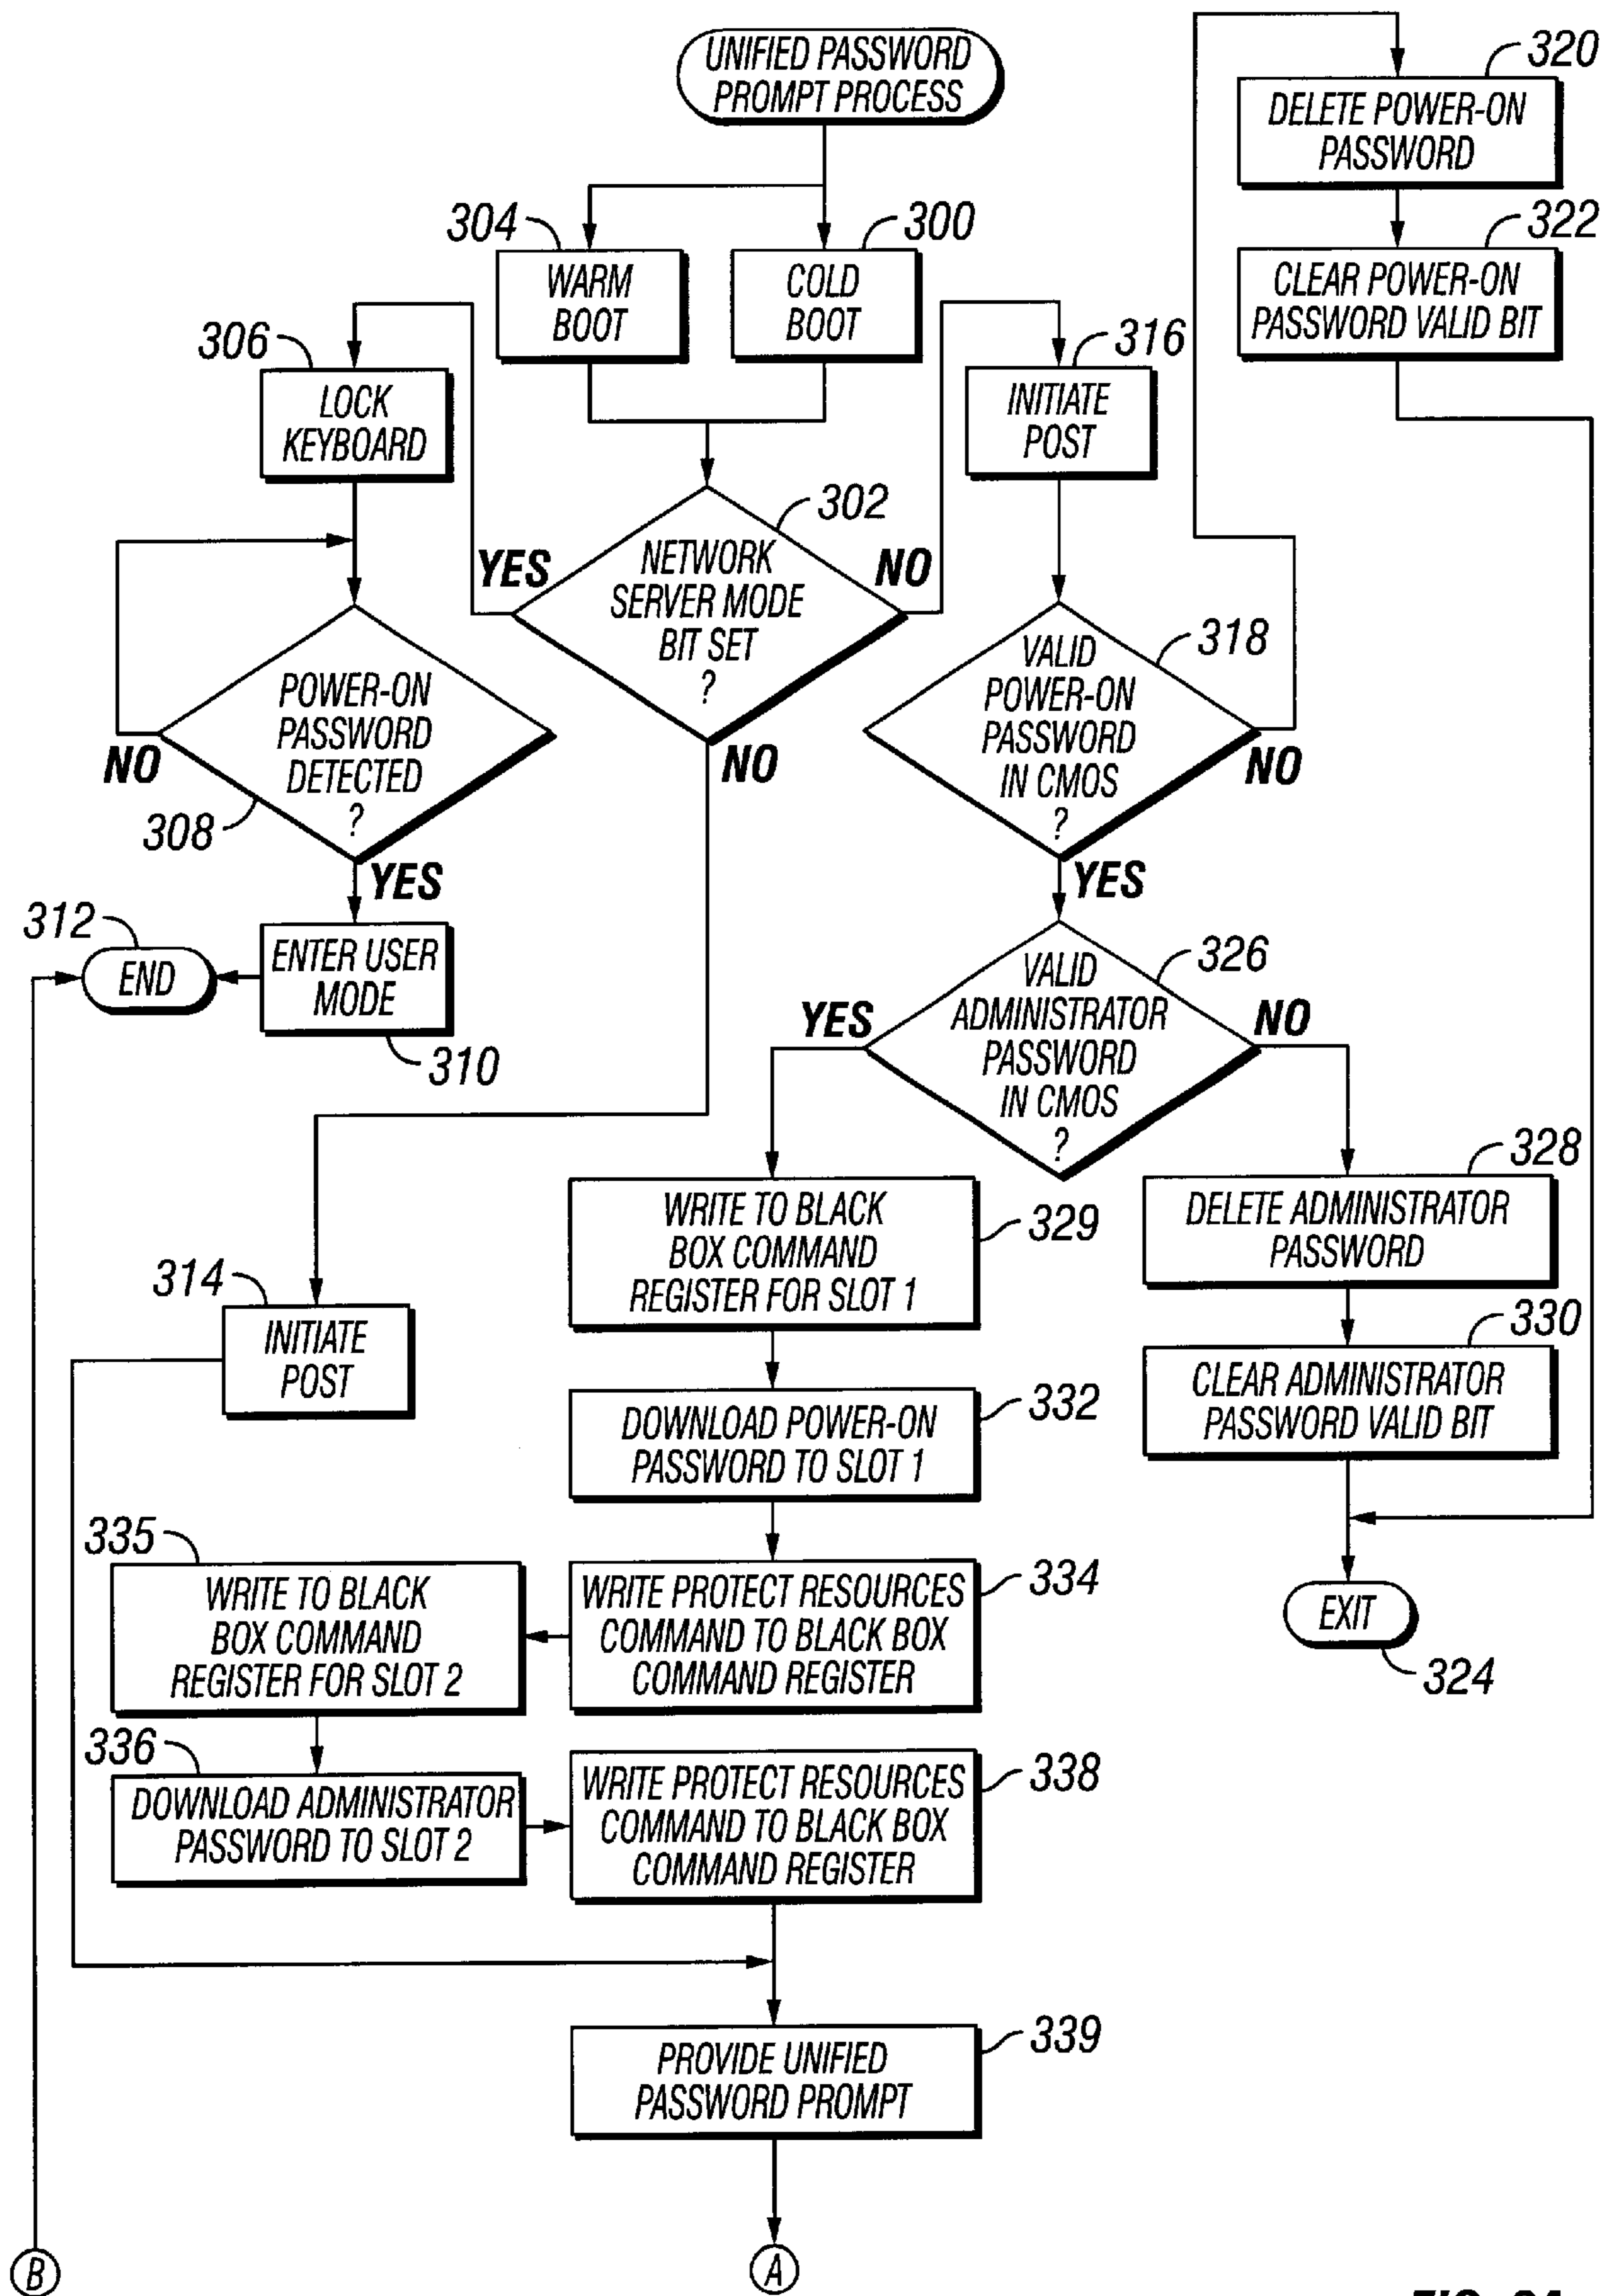 UNIFIED PASSWORD
PROMPT PROCESS
304
WARM
BOOT
300
COLD
BOOT
306
LOCK
KEYBOARD
302
NETWORK
SERVER MODE
BIT SET
?
YES
NO
NO
POWER-ON
PASSWORD
DETECTED
?
308
NO
YES
312
END
ENTER USER
MODE
310
314
INITIATE
POST
316
INITIATE
POST
318
VALID
POWER-ON
PASSWORD
IN CMOS
?
NO
YES
320
DELETE POWER-ON
PASSWORD
322
CLEAR POWER-ON
PASSWORD VALID BIT
326
VALID
ADMINISTRATOR
PASSWORD
IN CMOS
?
YES
NO
328
DELETE ADMINISTRATOR
PASSWORD
330
CLEAR ADMINISTRATOR
PASSWORD VALID BIT
EXIT
324
329
WRITE TO BLACK
BOX COMMAND
REGISTER FOR SLOT 1
332
DOWNLOAD POWER-ON
PASSWORD TO SLOT 1
334
WRITE PROTECT RESOURCES
COMMAND TO BLACK BOX
COMMAND REGISTER
335
WRITE TO BLACK
BOX COMMAND
REGISTER FOR SLOT 2
336
DOWNLOAD ADMINISTRATOR
PASSWORD TO SLOT 2
338
WRITE PROTECT RESOURCES
COMMAND TO BLACK BOX
COMMAND REGISTER
339
PROVIDE UNIFIED
PASSWORD PROMPT
B
A